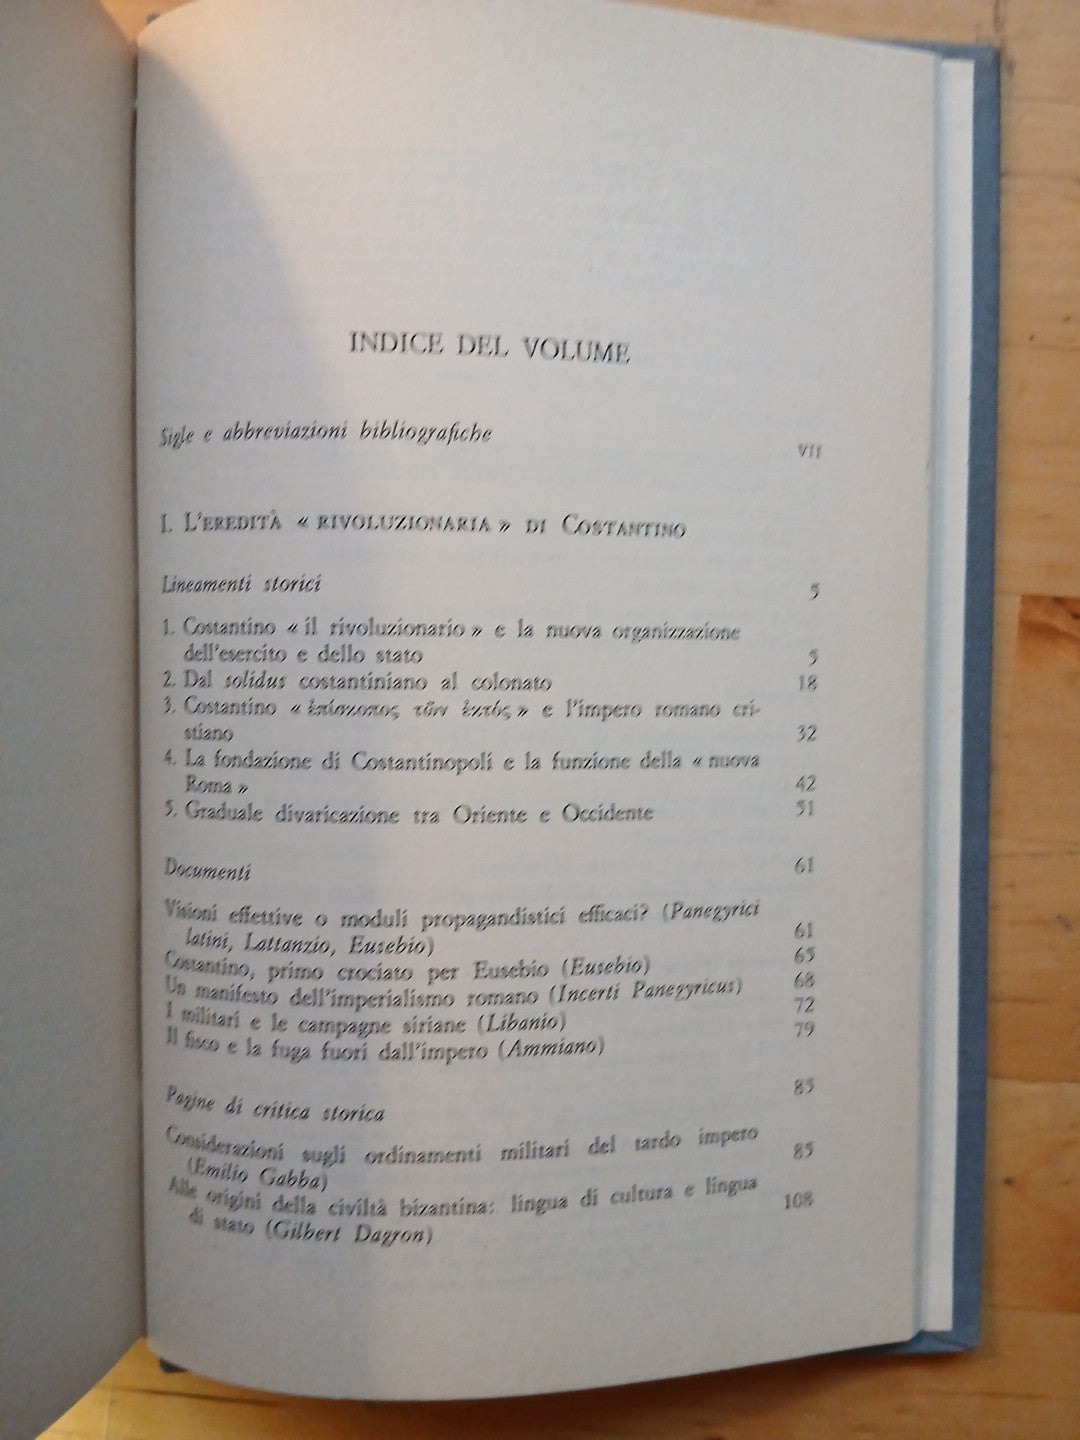 INDICE DEL VOLUME
Sigle e abbreviazioni bibliografiche VII
I. L'EREDITÀ « RIVOLUZIONARIA » DI COSTANTINO
Lineamenti storici 5
1. Costantino « il rivoluzionario » e la nuova organizzazione
dell'esercito e dello stato 5
2. Dal solidus costantiniano al colonato 18
3. Costantino « ἐπίσκοπος τῶν ἐκτός » e l'impero romano cri-
stiano 32
4. La fondazione di Costantinopoli e la funzione della « nuova
Roma » 42
5. Graduale divaricazione tra Oriente e Occidente 51
Documenti 61
Visioni effettive o moduli propagandistici efficaci? (Panegyrici
latini, Lattanzio, Eusebio) 61
Costantino, primo crociato per Eusebio (Eusebio) 65
Un manifesto dell'imperialismo romano (Incerti Panegyricus) 68
I militari e le campagne siriane (Libanio) 72
Il fisco e la fuga fuori dall'impero (Ammiano) 79
Pagine di critica storica 85
Considerazioni sugli ordinamenti militari del tardo impero
(Emilio Gabba) 85
Alle origini della civiltà bizantina: lingua di cultura e lingua
di stato (Gilbert Dagron) 108